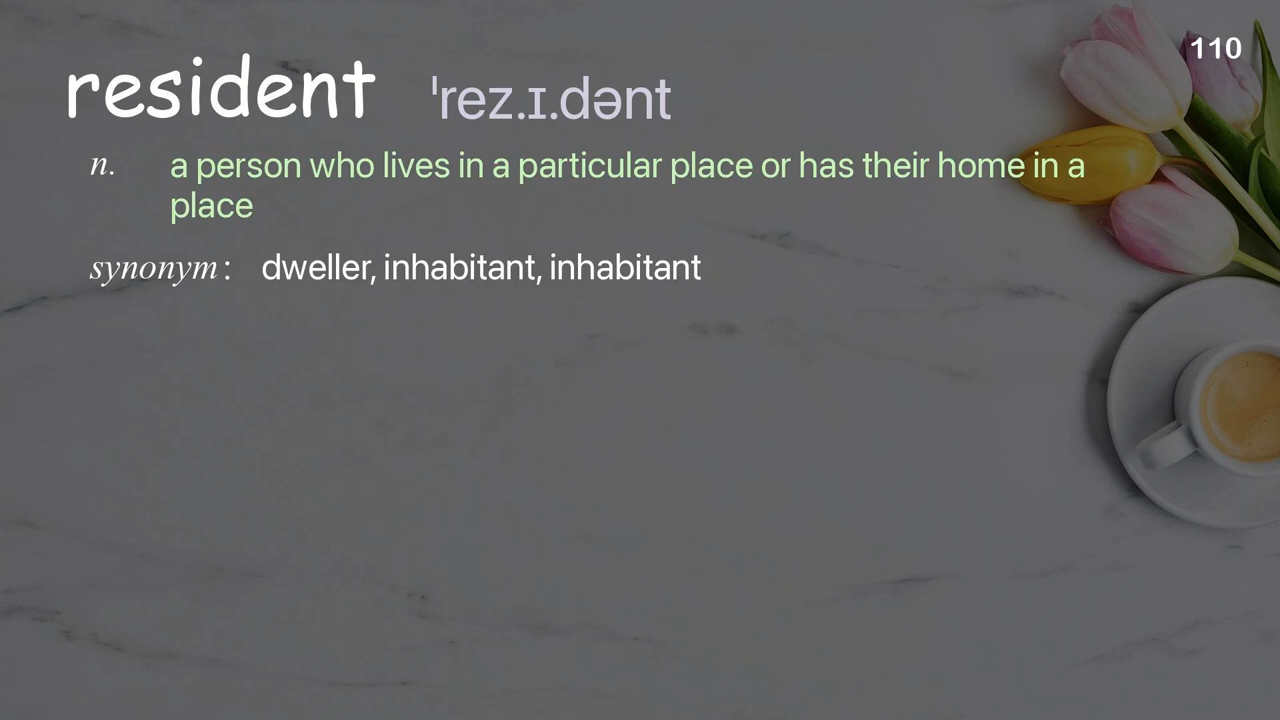 110
resident ˈrez.ɪ.dənt
n. a person who lives in a particular place or has their home in a
place
synonym: dweller, inhabitant, inhabitant